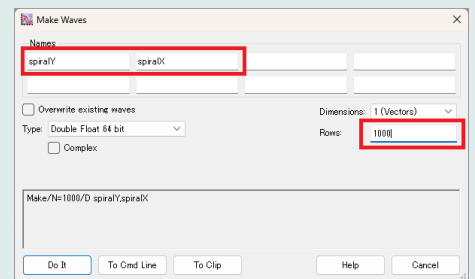 Make Waves
Names
spiralY spiralX
Overwrite existing waves
Dimensions: 1 (Vectors)
Type: Double Float 64 bit
Rows: 1000
Complex
Make/N=1000/D spiralY,spiralX
Do It To Cmd Line To Clip Help Cancel